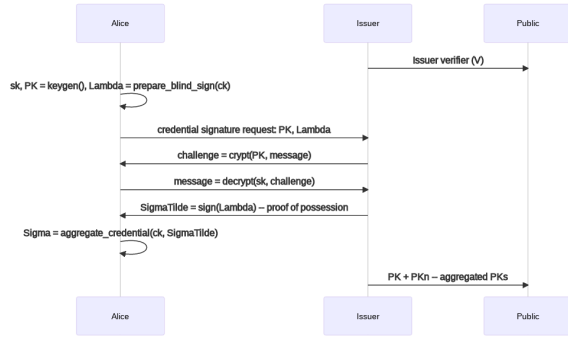 Alice Issuer Public
Issuer verifier (V)
sk, PK = keygen(), Lambda = prepare_blind_sign(ck)
credential signature request: PK, Lambda
challenge = crypt(PK, message)
message = decrypt(sk, challenge)
SigmaTilde = sign(Lambda) – proof of possession
Sigma = aggregate_credential(ck, SigmaTilde)
PK + PKn – aggregated PKs
Alice Issuer Public